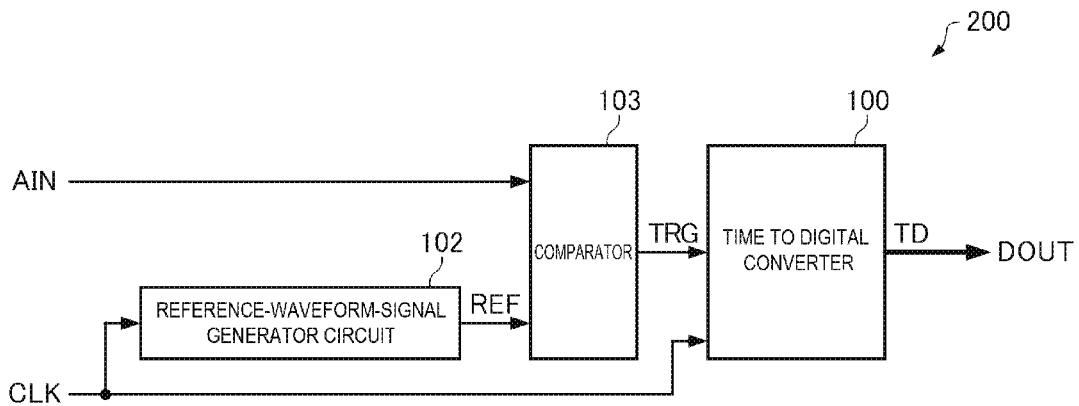 200
103
100
AIN
COMPARATOR
TRG
TIME TO DIGITAL
CONVERTER
TD
DOUT
102
REFERENCE-WAVEFORM-SIGNAL
GENERATOR CIRCUIT
REF
CLK